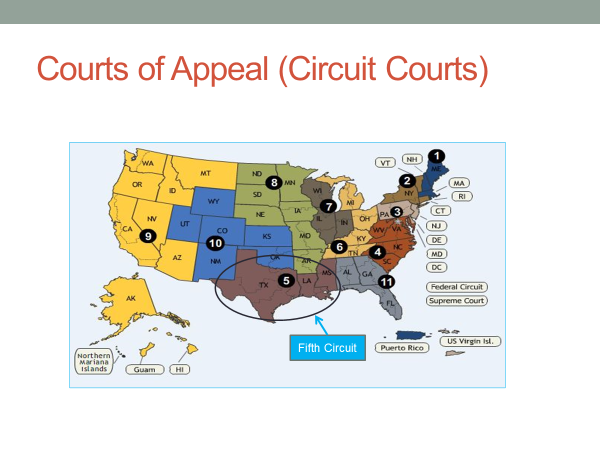 Courts of Appeal (Circuit Courts)
WA
MT
ND
MN
VT
NH
1
ME
OR
ID
SD
8
WI
MI
2
NY
MA
RI
WY
NE
IA
7
IL
IN
OH
PA
3
CT
NJ
NV
UT
CO
10
KS
MO
KY
WV
VA
DE
MD
DC
CA
9
AZ
NM
OK
AR
6
TN
4
NC
SC
TX
5
LA
MS
AL
GA
11
FL
Federal Circuit
Supreme Court
AK
Fifth Circuit
Northern
Mariana
Islands
Guam
HI
Puerto Rico
US Virgin Isl.